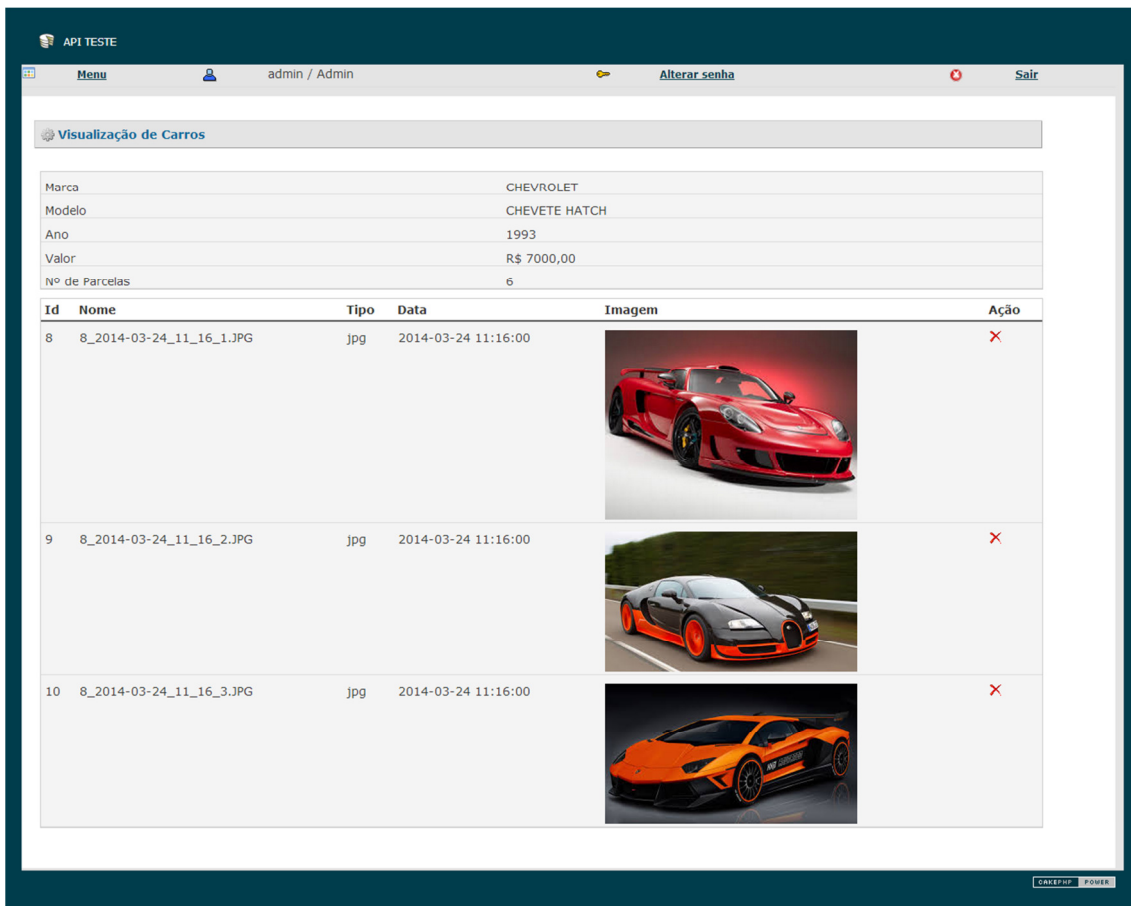 API TESTE
Menu admin / Admin Alterar senha Sair
Visualização de Carros
Marca CHEVROLET
Modelo CHEVETE HATCH
Ano 1993
Valor R$ 7000,00
Nº de Parcelas 6
Id Nome Tipo Data Imagem Ação
8 8_2014-03-24_11_16_1.JPG jpg 2014-03-24 11:16:00
9 8_2014-03-24_11_16_2.JPG jpg 2014-03-24 11:16:00
10 8_2014-03-24_11_16_3.JPG jpg 2014-03-24 11:16:00
CAKEPHP POWER